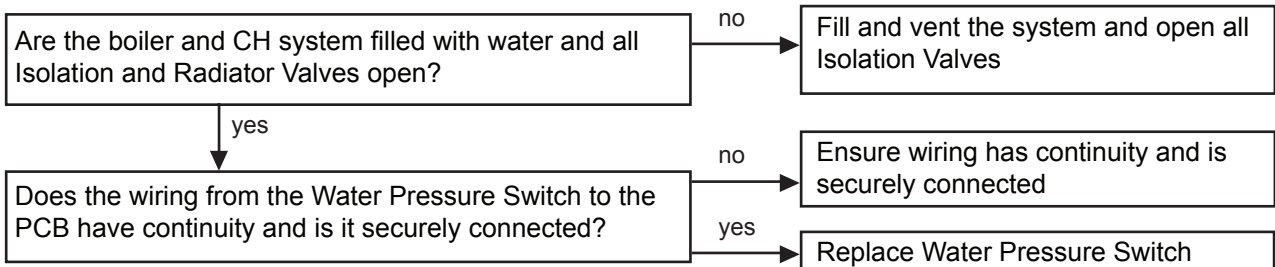 Are the boiler and CH system filled with water and all
Isolation and Radiator Valves open?
no
Fill and vent the system and open all
Isolation Valves
yes
Does the wiring from the Water Pressure Switch to the
PCB have continuity and is it securely connected?
no
Ensure wiring has continuity and is
securely connected
yes
Replace Water Pressure Switch